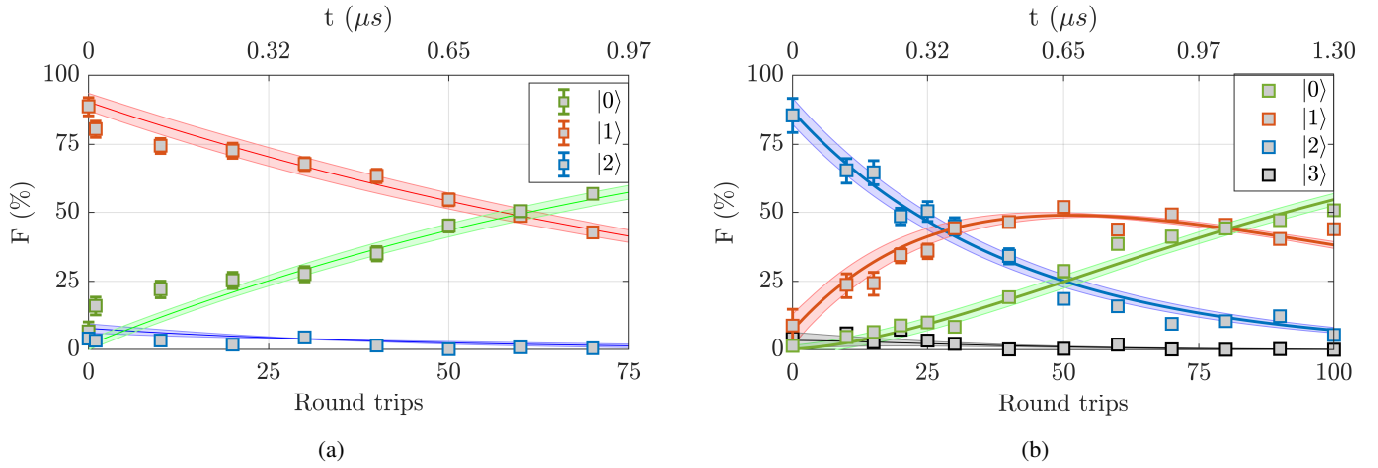 t (μs)
0 0.32 0.65 0.97
100
75
50
25
0
F (%)
|0⟩
|1⟩
|2⟩
0 25 50 75
Round trips
(a)
t (μs)
0 0.32 0.65 0.97 1.30
100
75
50
25
0
F (%)
|0⟩
|1⟩
|2⟩
|3⟩
0 25 50 75 100
Round trips
(b)